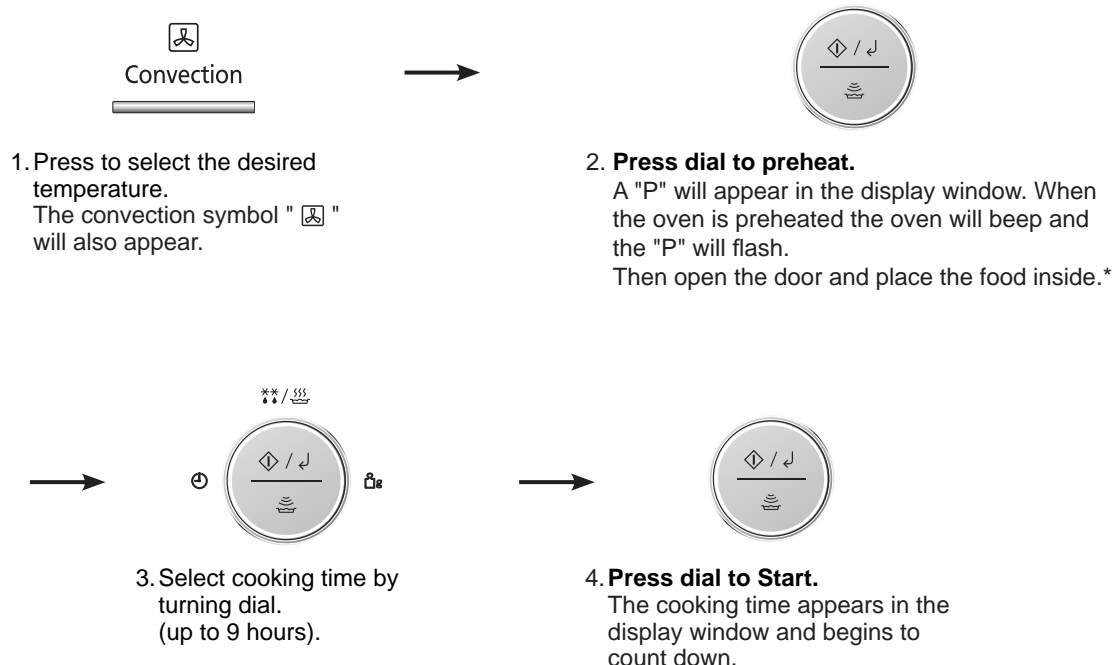 Convection
1. Press to select the desired
temperature.
The convection symbol " "
will also appear.
2. Press dial to preheat.
A "P" will appear in the display window. When
the oven is preheated the oven will beep and
the "P" will flash.
Then open the door and place the food inside.*
/
/
/
g
3. Select cooking time by
turning dial.
(up to 9 hours).
/
4. Press dial to Start.
The cooking time appears in the
display window and begins to
count down.